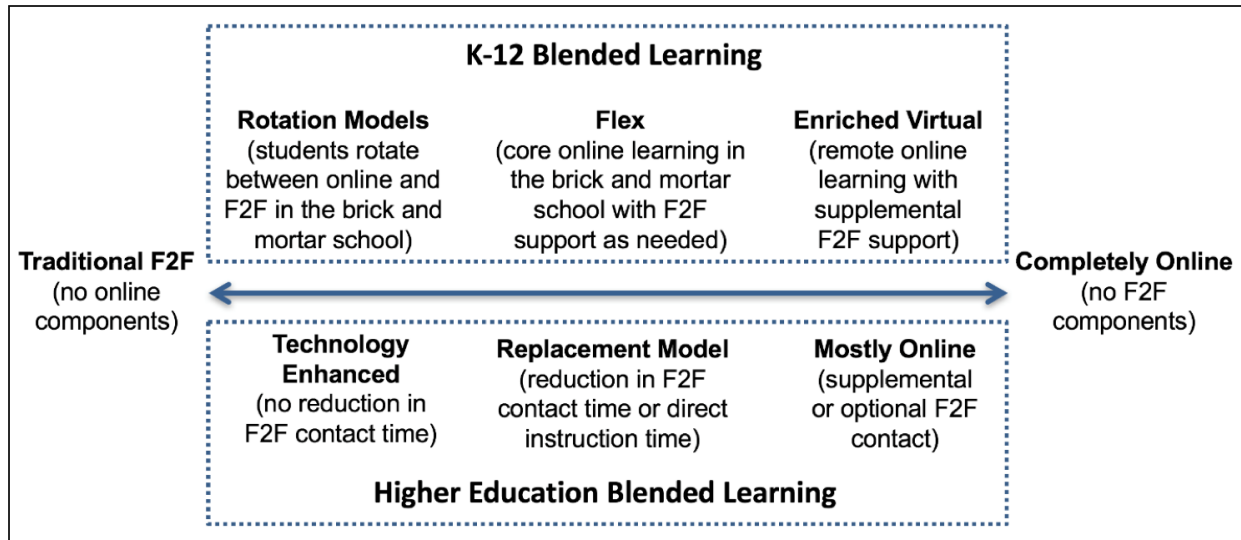 K-12 Blended Learning
Rotation Models
(students rotate
between online and
F2F in the brick and
mortar school)
Flex
(core online learning in
the brick and mortar
school with F2F
support as needed)
Enriched Virtual
(remote online
learning with
supplemental
F2F support)
Traditional F2F
(no online
components)
Completely Online
(no F2F
components)
Technology
Enhanced
(no reduction in
F2F contact time)
Replacement Model
(reduction in F2F
contact time or direct
instruction time)
Mostly Online
(supplemental
or optional F2F
contact)
Higher Education Blended Learning